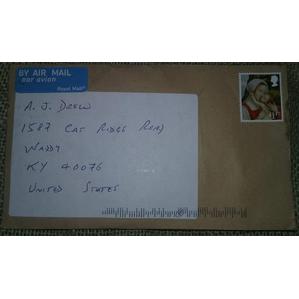 BY AIR MAIL
par avion
Royal Mail
A. J. DREW
1587 CAT RIDGE ROAD
WADDY
KY 40076
UNITED STATES